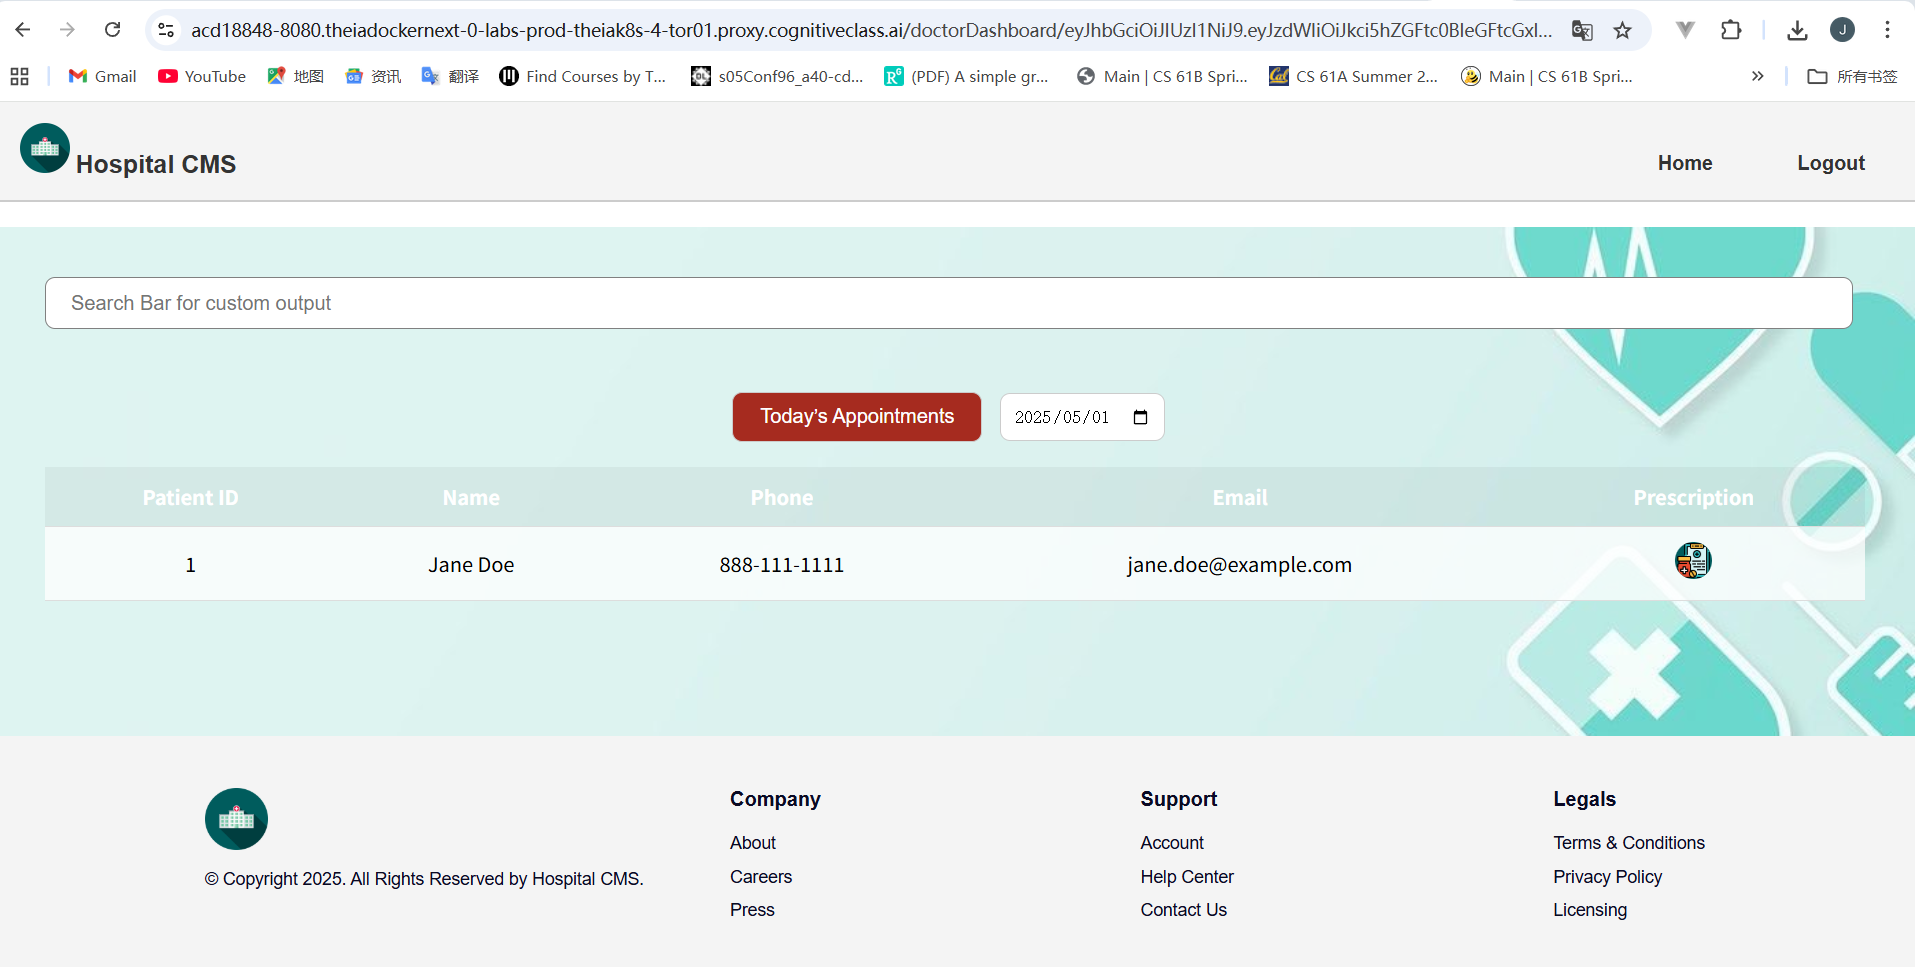 acd18848-8080.theiadockernext-0-labs-prod-theiak8s-4-tor01.proxy.cognitiveclass.ai/doctorDashboard/eyJhbGciOiJIUzI1NiJ9.eyJzdWIiOiJkci5hZGFtc0BleGFtcGxl...
J
Gmail
YouTube
地图
资讯
翻译
Find Courses by T...
s05Conf96_a40-cd...
(PDF) A simple gr...
Main | CS 61B Spri...
CS 61A Summer 2...
Main | CS 61B Spri...
所有书签
Hospital CMS
Home
Logout
Search Bar for custom output
Today's Appointments
2025/05/01
Patient ID Name Phone Email Prescription
1 Jane Doe 888-111-1111 jane.doe@example.com
© Copyright 2025. All Rights Reserved by Hospital CMS.
Company
About
Careers
Press
Support
Account
Help Center
Contact Us
Legals
Terms & Conditions
Privacy Policy
Licensing